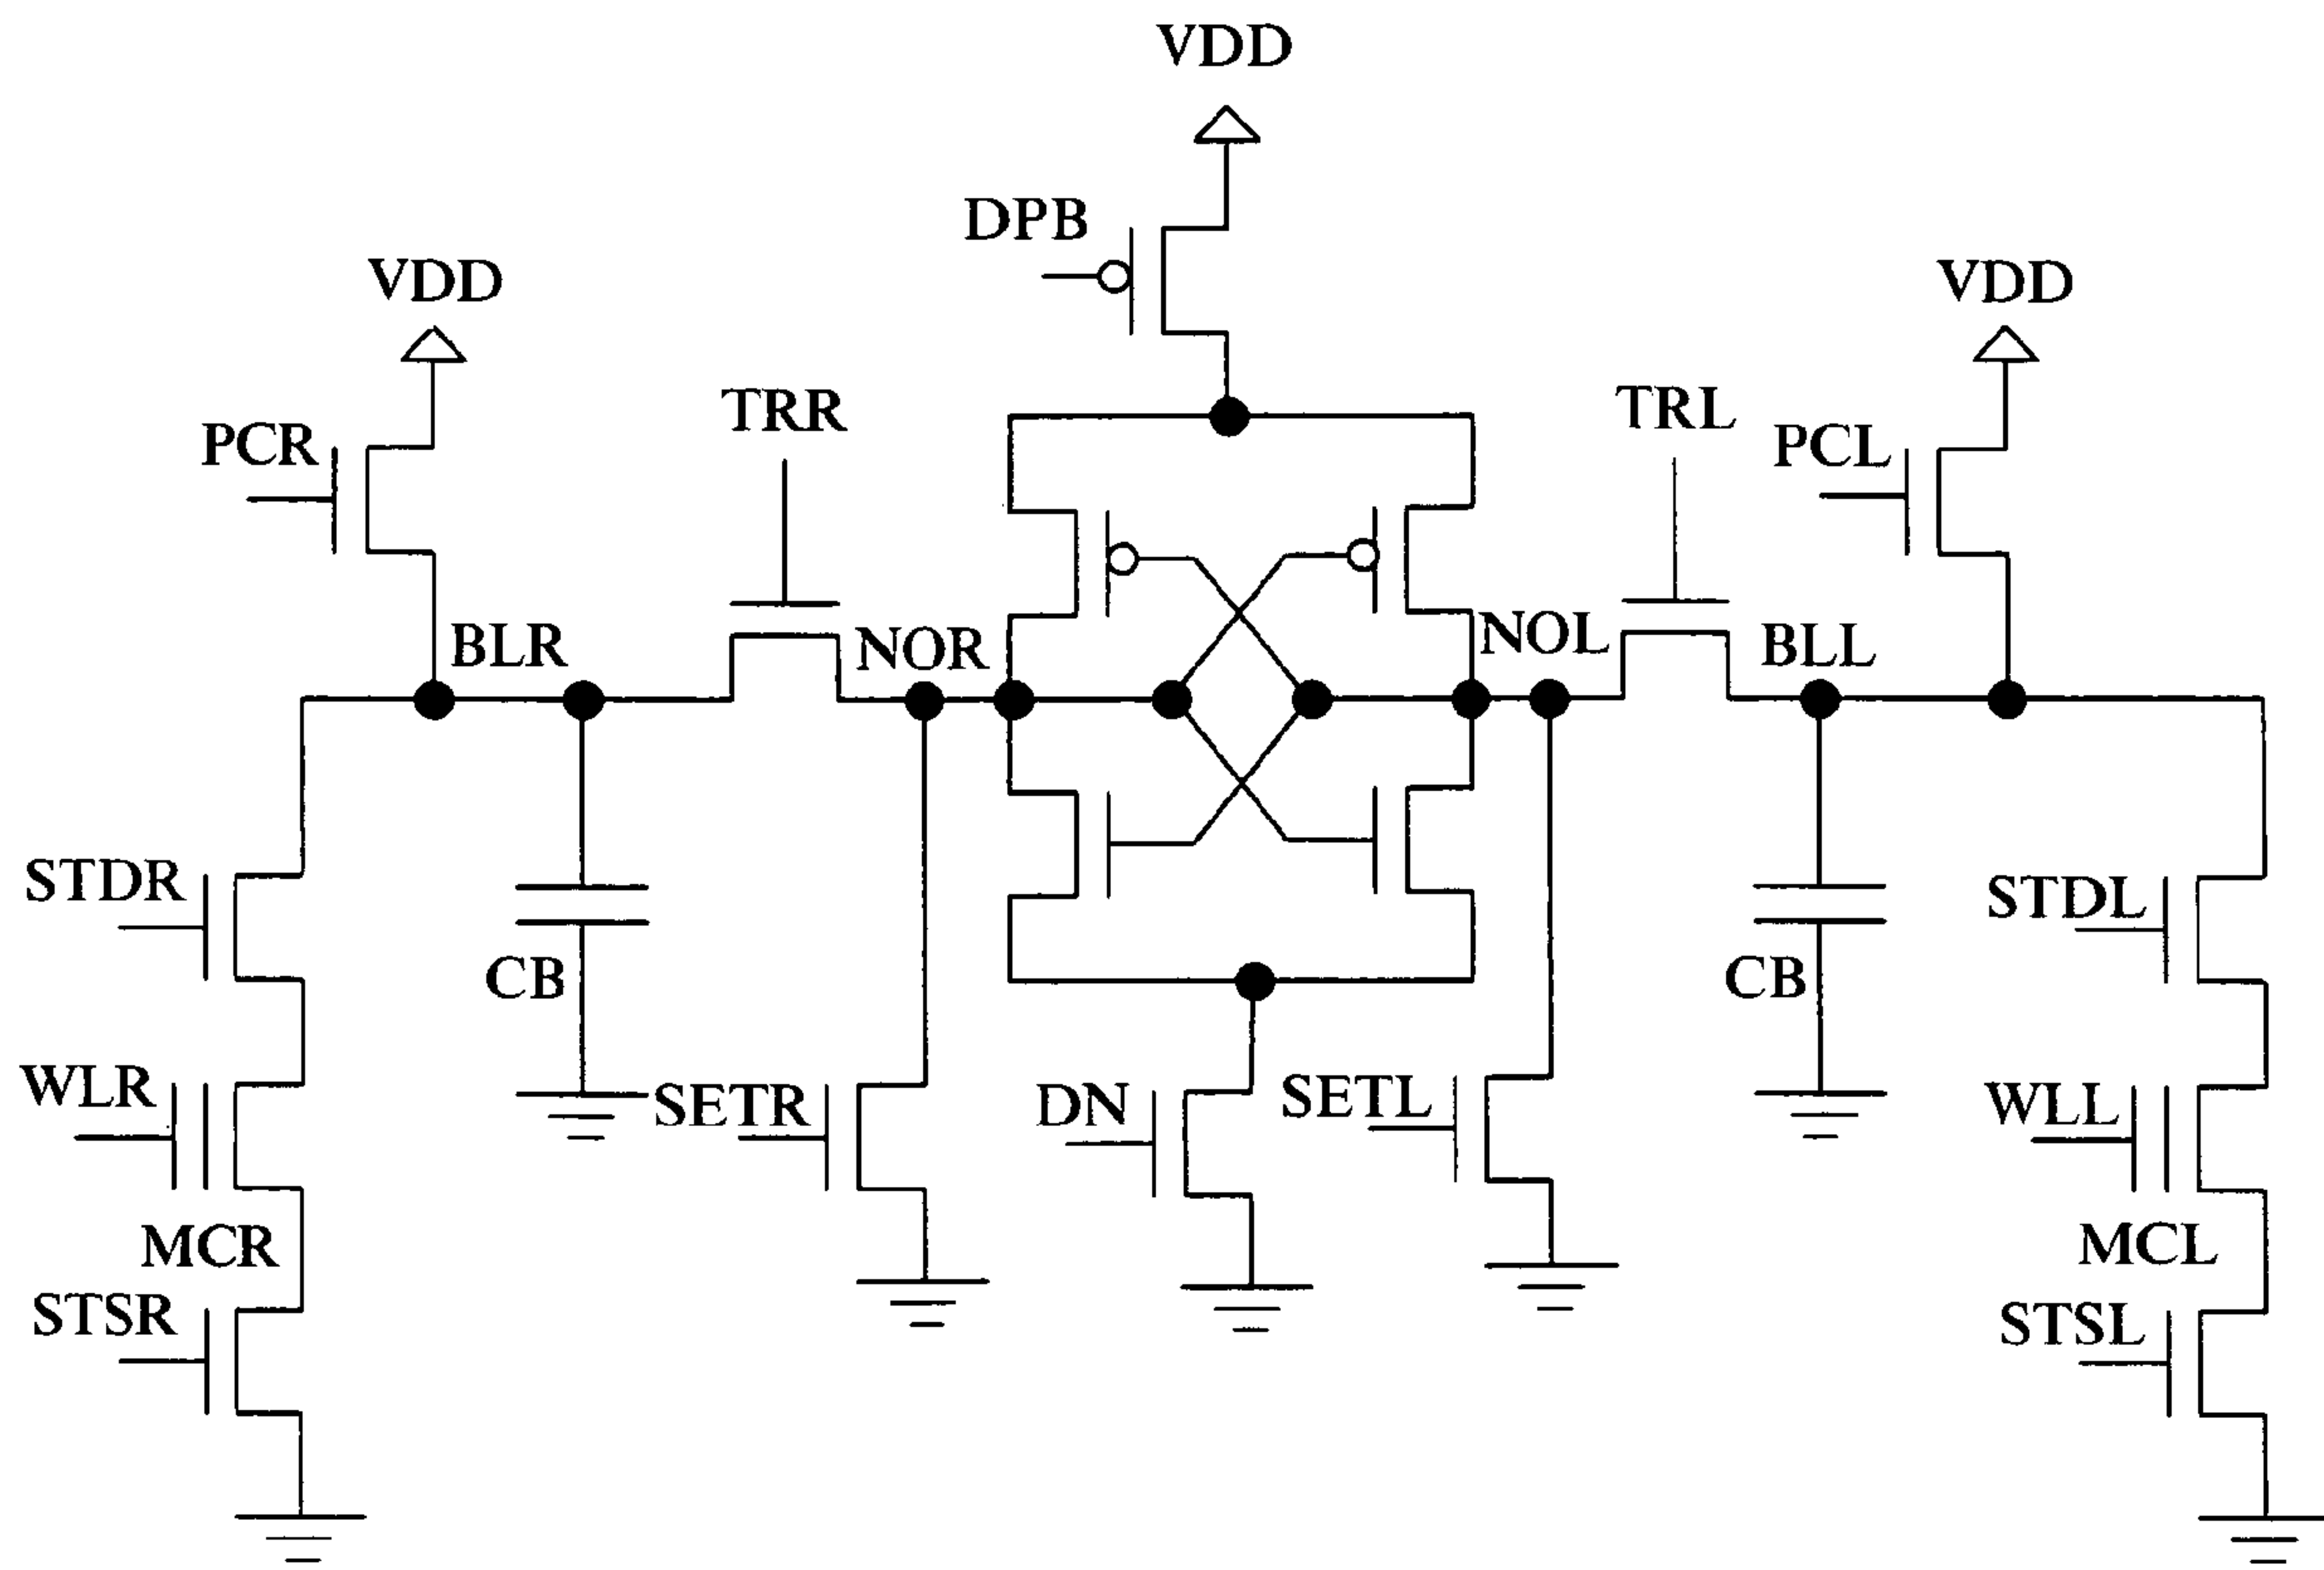 VDD
DPB
VDD
VDD
TRR
TRL
PCR
PCL
BLR
NOR
NOL
BLL
STDR
STDL
CB
CB
WLR
SETR
DN
SETL
WLL
MCR
MCL
STSR
STSL